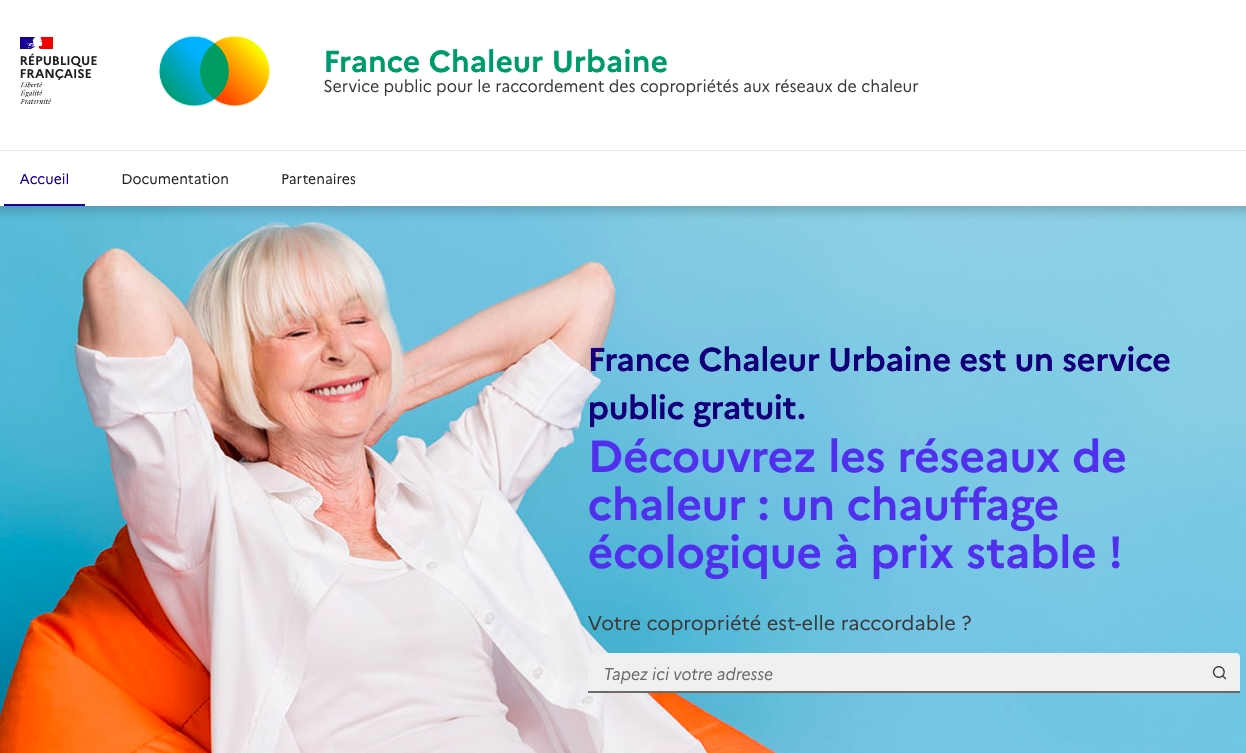 RÉPUBLIQUE
FRANÇAISE
Liberté
Égalité
Fraternité
France Chaleur Urbaine
Service public pour le raccordement des copropriétés aux réseaux de chaleur
Accueil Documentation Partenaires
France Chaleur Urbaine est un service
public gratuit.
Découvrez les réseaux de
chaleur : un chauffage
écologique à prix stable !
Votre copropriété est-elle raccordable ?
Tapez ici votre adresse